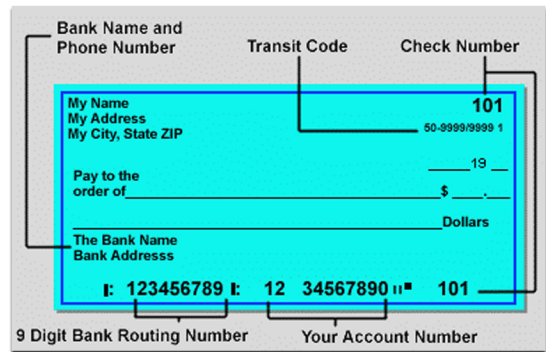 Bank Name and
Phone Number
Transit Code
Check Number
My Name
101
My Address
50-9999/9999 1
My City, State ZIP
19
Pay to the
order of $ .
Dollars
The Bank Name
Bank Addresss
⑆ 123456789 ⑆ 12 34567890 ⑈ 101
9 Digit Bank Routing Number
Your Account Number